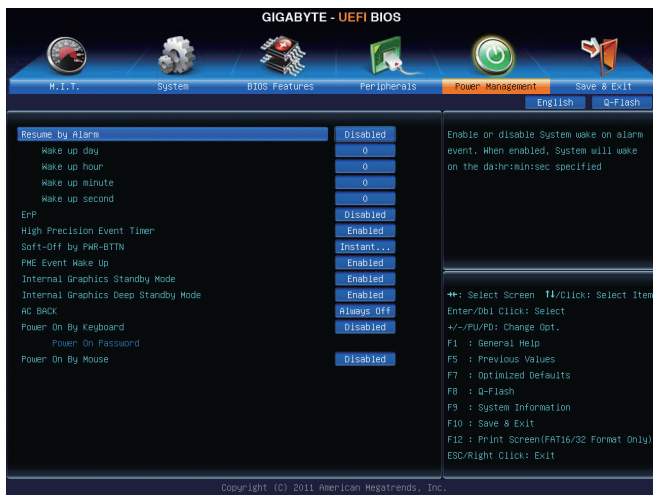 GIGABYTE - UEFI BIOS
M.I.T. System BIOS Features Peripherals Power Management Save & Exit
English Q-Flash
Resume by Alarm Disabled
Wake up day 0
Wake up hour 0
Wake up minute 0
Wake up second 0
ErP Disabled
High Precision Event Timer Enabled
Soft-Off by PWR-BTTN Instant...
PME Event Wake Up Enabled
Internal Graphics Standby Mode Enabled
Internal Graphics Deep Standby Mode Enabled
AC BACK Always Off
Power On By Keyboard Disabled
Power On Password
Power On By Mouse Disabled
Enable or disable System wake on alarm
event. When enabled, System will wake
on the da:hr:min:sec specified
→←: Select Screen ↑↓/Click: Select Item
Enter/Dbl Click: Select
+/-/PU/PD: Change Opt.
F1 : General Help
F5 : Previous Values
F7 : Optimized Defaults
F8 : Q-Flash
F9 : System Information
F10 : Save & Exit
F12 : Print Screen(FAT16/32 Format Only)
ESC/Right Click: Exit
Copyright (C) 2011 American Megatrends, Inc.